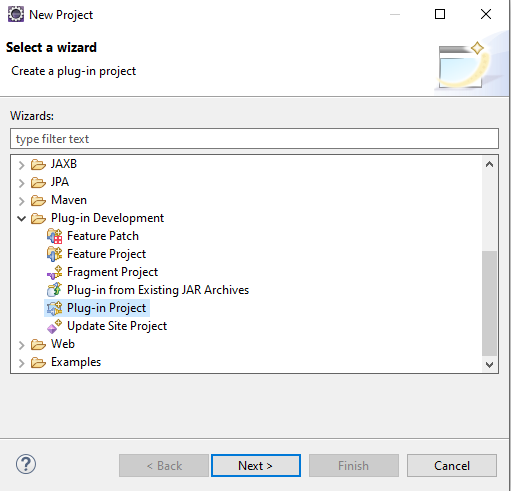 New Project
Select a wizard
Create a plug-in project
Wizards:
type filter text
JAXB
JPA
Maven
Plug-in Development
Feature Patch
Feature Project
Fragment Project
Plug-in from Existing JAR Archives
Plug-in Project
Update Site Project
Web
Examples
? < Back Next > Finish Cancel